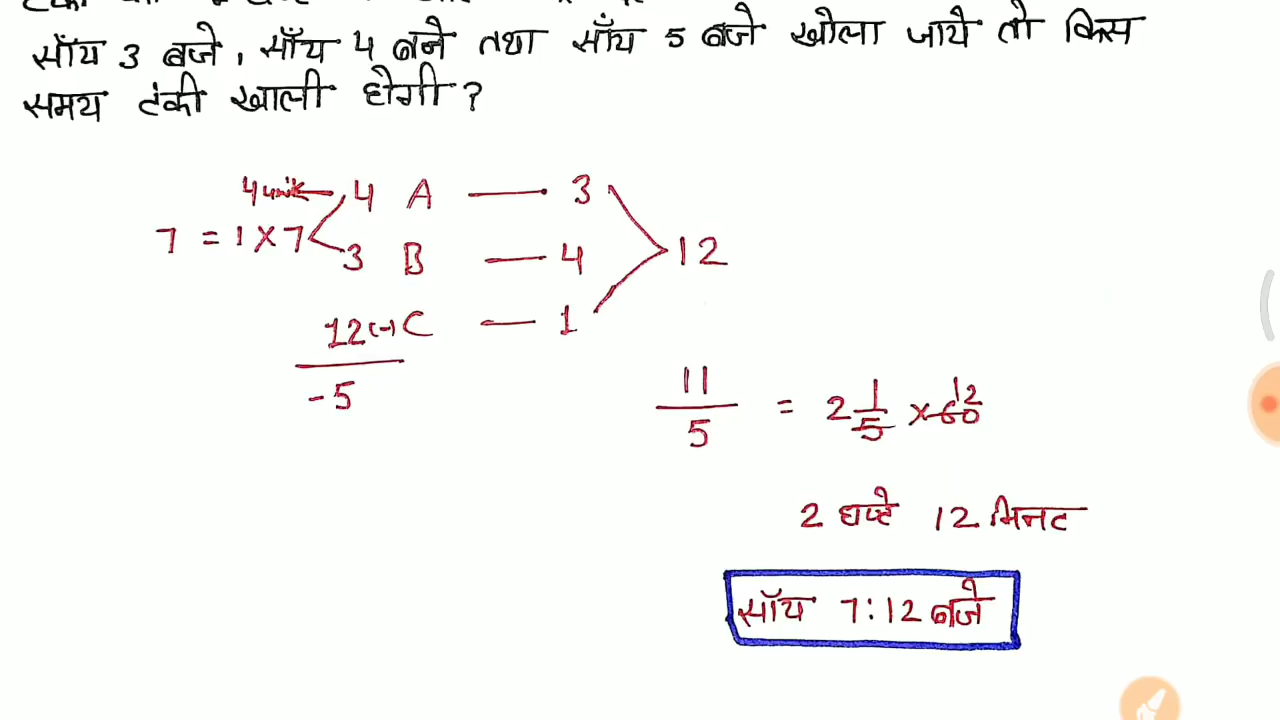 साँय 3 बजे, साँय 4 बजे तथा साँय 5 बजे खोला जाये तो किस
समय टंकी खाली होगी?
4 unit 4 A — 3
7 = 1 × 7
3 B — 4
12
12 (-) C — 1
-5
11/5 = 2 1/5 × 60 12
2 घण्टे 12 मिनट
साँय 7:12 बजे